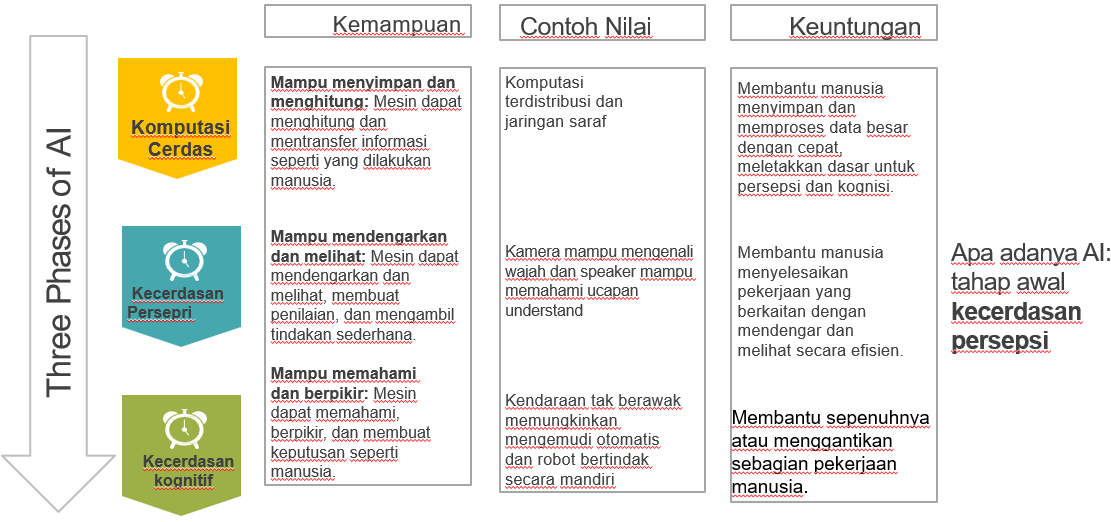 Kemampuan
Contoh Nilai
Keuntungan
Three Phases of AI
Komputasi
Cerdas
Mampu menyimpan dan
menghitung: Mesin dapat
menghitung dan
mentransfer informasi
seperti yang dilakukan
manusia.
Komputasi
terdistribusi dan
jaringan saraf
Membantu manusia
menyimpan dan
memproses data besar
dengan cepat,
meletakkan dasar untuk
persepsi dan kognisi.
Kecerdasan
Persepri
Mampu mendengarkan
dan melihat: Mesin dapat
mendengarkan dan
melihat, membuat
penilaian, dan mengambil
tindakan sederhana.
Kamera mampu mengenali
wajah dan speaker mampu
memahami ucapan
understand
Membantu manusia
menyelesaikan
pekerjaan yang
berkaitan dengan
mendengar dan
melihat secara efisien.
Apa adanya AI:
tahap awal
kecerdasan
persepsi
Kecerdasan
kognitif
Mampu memahami
dan berpikir: Mesin
dapat memahami,
berpikir, dan membuat
keputusan seperti
manusia.
Kendaraan tak berawak
memungkinkan
mengemudi otomatis
dan robot bertindak
secara mandiri
Membantu sepenuhnya
atau menggantikan
sebagian pekerjaan
manusia.